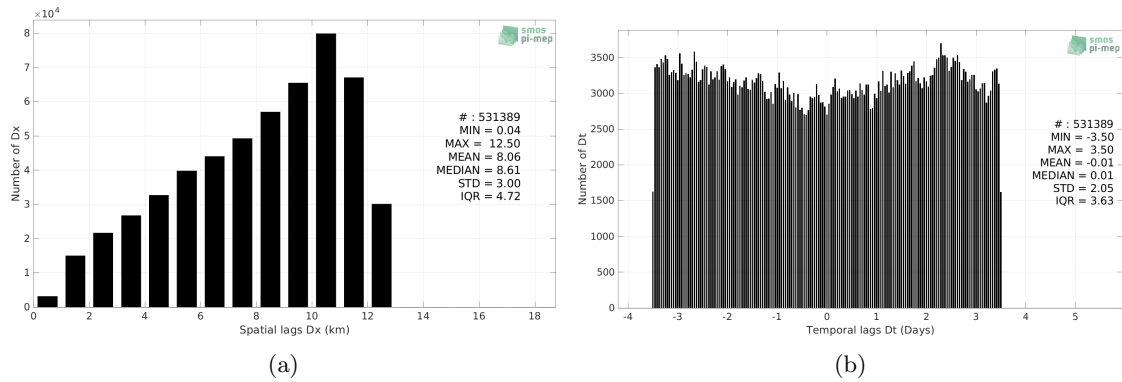 ×10⁴
8
7
6
5
4
3
2
1
0
Number of Dx
0 2 4 6 8 10 12 14 16 18
Spatial lags Dx (km)
smos
pi-mep
# : 531389
MIN = 0.04
MAX = 12.50
MEAN = 8.06
MEDIAN = 8.61
STD = 3.00
IQR = 4.72
(a)
3500
3000
2500
2000
1500
1000
500
0
Number of Dt
-4 -3 -2 -1 0 1 2 3 4 5
Temporal lags Dt (Days)
smos
pi-mep
# : 531389
MIN = -3.50
MAX = 3.50
MEAN = -0.01
MEDIAN = 0.01
STD = 2.05
IQR = 3.63
(b)